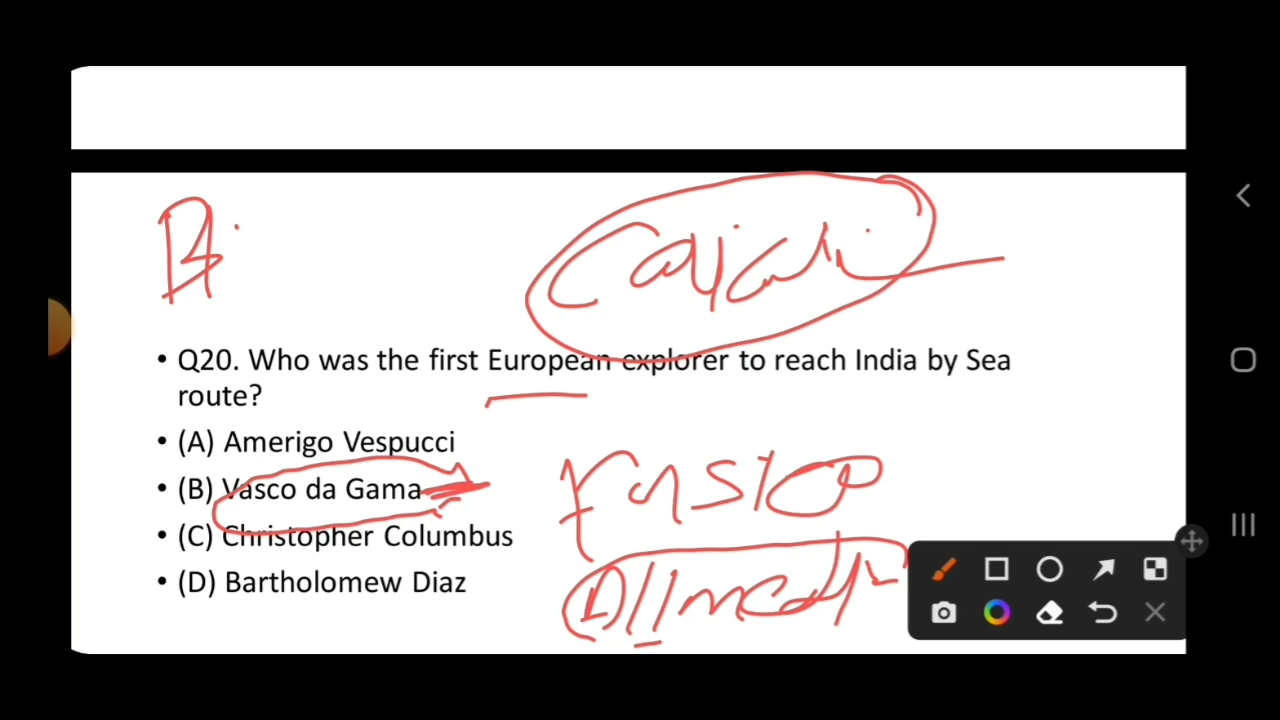 • Q20. Who was the first European explorer to reach India by Sea
route?
• (A) Amerigo Vespucci
• (B) Vasco da Gama
• (C) Christopher Columbus
• (D) Bartholomew Diaz